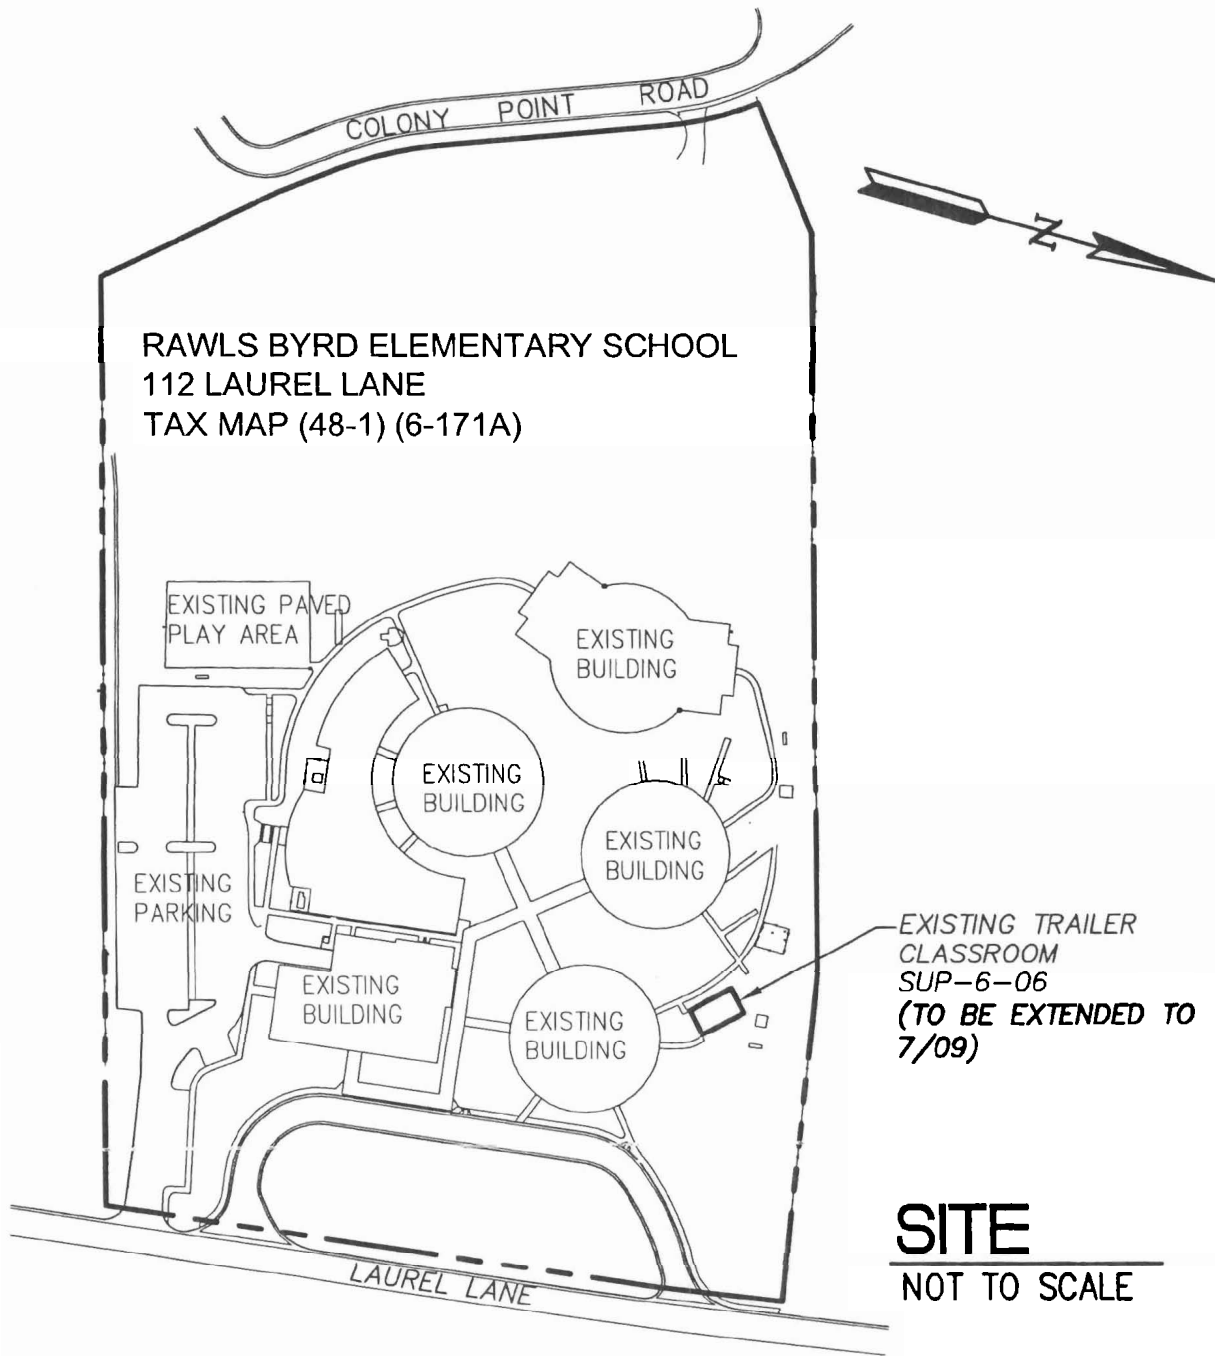 COLONY POINT ROAD
N
RAWLS BYRD ELEMENTARY SCHOOL
112 LAUREL LANE
TAX MAP (48-1) (6-171A)
EXISTING PAVED
PLAY AREA
EXISTING
BUILDING
EXISTING
BUILDING
EXISTING
BUILDING
EXISTING
PARKING
EXISTING
BUILDING
EXISTING
BUILDING
EXISTING TRAILER
CLASSROOM
SUP-6-06
(TO BE EXTENDED TO
7/09)
LAUREL LANE
SITE
NOT TO SCALE